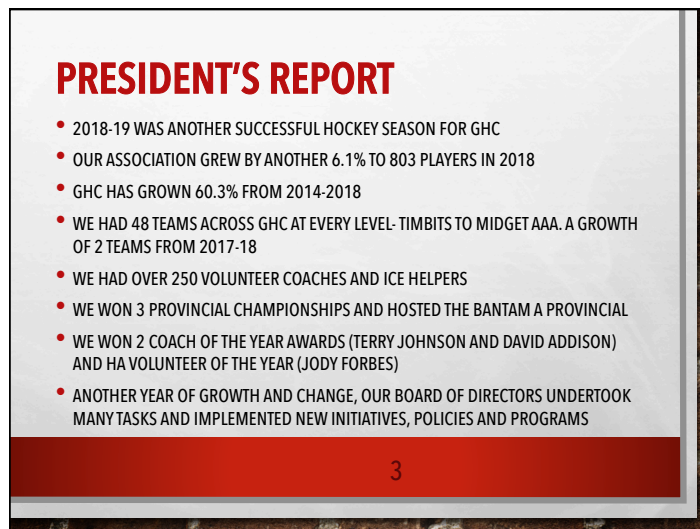 PRESIDENT'S REPORT
• 2018-19 WAS ANOTHER SUCCESSFUL HOCKEY SEASON FOR GHC
• OUR ASSOCIATION GREW BY ANOTHER 6.1% TO 803 PLAYERS IN 2018
• GHC HAS GROWN 60.3% FROM 2014-2018
• WE HAD 48 TEAMS ACROSS GHC AT EVERY LEVEL- TIMBITS TO MIDGET AAA. A GROWTH
OF 2 TEAMS FROM 2017-18
• WE HAD OVER 250 VOLUNTEER COACHES AND ICE HELPERS
• WE WON 3 PROVINCIAL CHAMPIONSHIPS AND HOSTED THE BANTAM A PROVINCIAL
• WE WON 2 COACH OF THE YEAR AWARDS (TERRY JOHNSON AND DAVID ADDISON)
AND HA VOLUNTEER OF THE YEAR (JODY FORBES)
• ANOTHER YEAR OF GROWTH AND CHANGE, OUR BOARD OF DIRECTORS UNDERTOOK
MANY TASKS AND IMPLEMENTED NEW INITIATIVES, POLICIES AND PROGRAMS
3